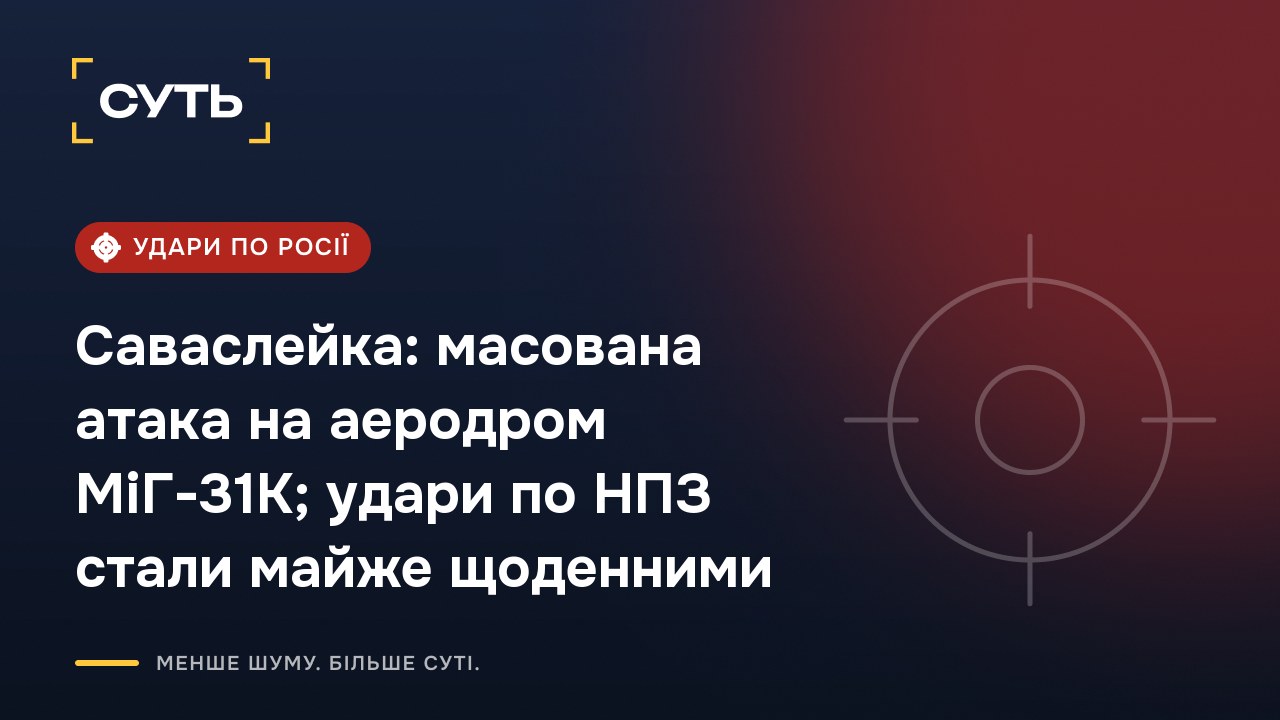 СУТЬ
УДАРИ ПО РОСІЇ
Саваслейка: масована
атака на аеродром
МіГ-31К; удари по НПЗ
стали майже щоденними
МЕНШЕ ШУМУ. БІЛЬШЕ СУТІ.